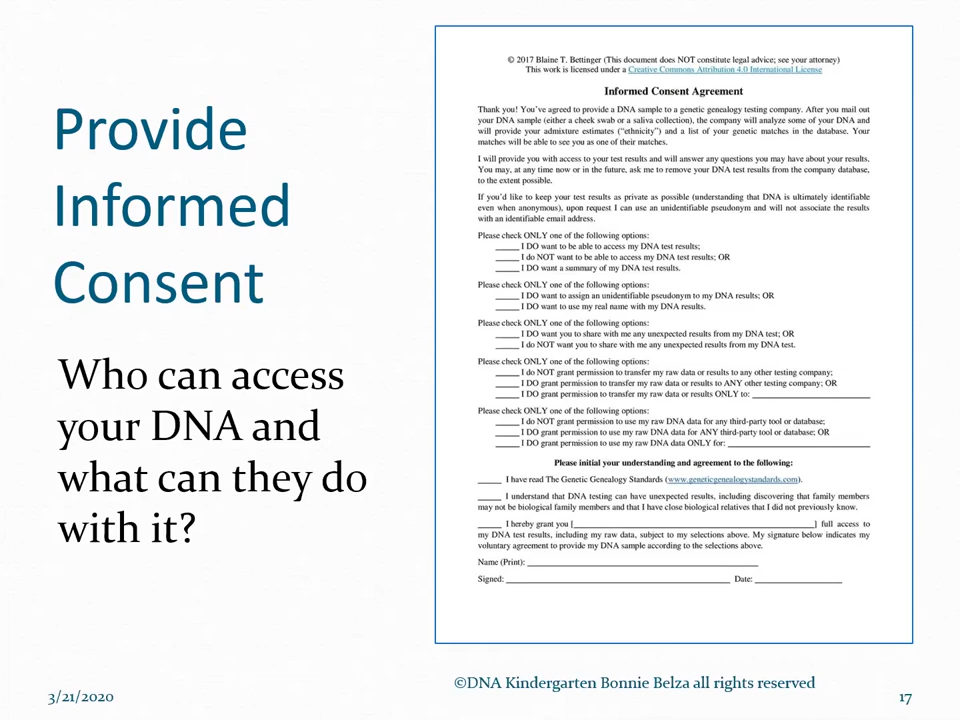 Provide
Informed
Consent
Who can access
your DNA and
what can they do
with it?
© 2017 Blaine T. Bettinger (This document does NOT constitute legal advice; see your attorney)
This work is licensed under a Creative Commons Attribution 4.0 International License
Informed Consent Agreement
Thank you! You've agreed to provide a DNA sample to a genetic genealogy testing company. After you mail out
your DNA sample (either a cheek swab or a saliva collection), the company will analyze some of your DNA and
will provide your admixture estimates ("ethnicity") and a list of your genetic matches in the database. Your
matches will be able to see you as one of their matches.
I will provide you with access to your test results and will answer any questions you may have about your results.
You may, at any time now or in the future, ask me to remove your DNA test results from the company database,
to the extent possible.
If you'd like to keep your test results as private as possible (understanding that DNA is ultimately identifiable
even when anonymous), upon request I can use an unidentifiable pseudonym and will not associate the results
with an identifiable email address.
Please check ONLY one of the following options:
_____ I DO want to be able to access my DNA test results;
_____ I do NOT want to be able to access my DNA test results; OR
_____ I DO want a summary of my DNA test results.
Please check ONLY one of the following options:
_____ I DO want to assign an unidentifiable pseudonym to my DNA results; OR
_____ I DO want to use my real name with my DNA results.
Please check ONLY one of the following options:
_____ I DO want you to share with me any unexpected results from my DNA test; OR
_____ I do NOT want you to share with me any unexpected results from my DNA test.
Please check ONLY one of the following options:
_____ I do NOT grant permission to transfer my raw data or results to any other testing company;
_____ I DO grant permission to transfer my raw data or results to ANY other testing company; OR
_____ I DO grant permission to transfer my raw data or results ONLY to: _________________________
Please check ONLY one of the following options:
_____ I do NOT grant permission to use my raw DNA data for any third-party tool or database;
_____ I DO grant permission to use my raw DNA data for ANY third-party tool or database; OR
_____ I DO grant permission to use my raw DNA data ONLY for: ______________________________
Please initial your understanding and agreement to the following:
_____ I have read The Genetic Genealogy Standards (www.geneticgenealogystandards.com).
_____ I understand that DNA testing can have unexpected results, including discovering that family members
may not be biological family members and that I have close biological relatives that I did not previously know.
_____ I hereby grant you [__________________________________________________] full access to
my DNA test results, including my raw data, subject to my selections above. My signature below indicates my
voluntary agreement to provide my DNA sample according to the selections above.
Name (Print): _________________________________________________
Signed: _______________________________________________ Date: ___________________
3/21/2020
©DNA Kindergarten Bonnie Belza all rights reserved
17